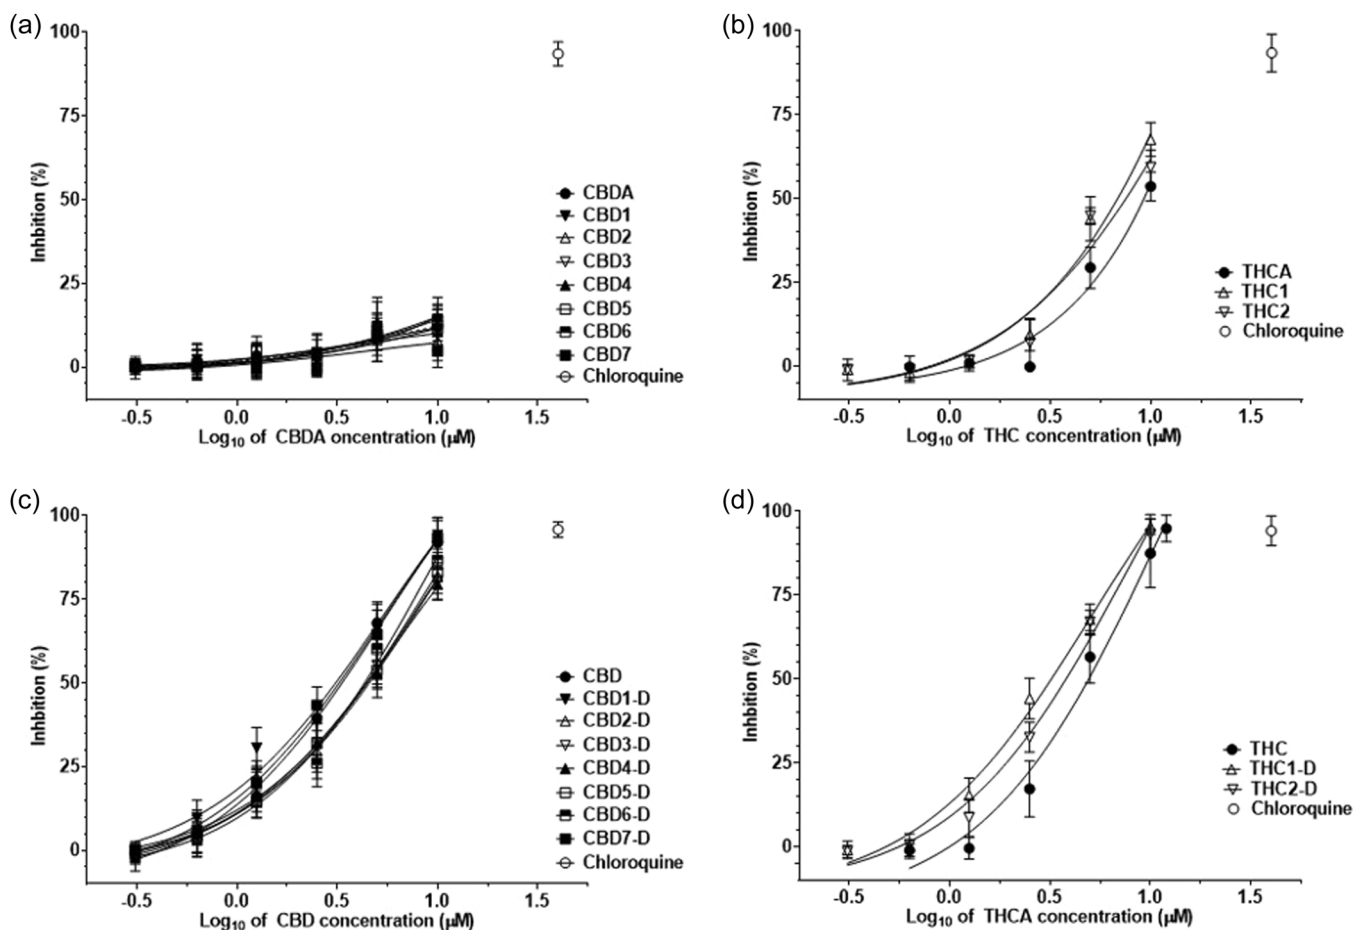 (a)
100
75
50
25
0
Inhbition (%)
-0.5 0.0 0.5 1.0 1.5
Log10 of CBDA oncentration (μM)
CBDA
CBD1
CBD2
CBD3
CBD4
CBD5
CBD6
CBD7
Chloroquine
(b)
100
75
50
25
0
Inhbition (%)
-0.5 0.0 0.5 1.0 1.5
Log10 of THC concentration (μM)
THCA
THC1
THC2
Chloroquine
(c)
100
75
50
25
0
Inhbition (%)
-0.5 0.0 0.5 1.0 1.5
Log10 of CBD concentration (μM)
CBD
CBD1-D
CBD2-D
CBD3-D
CBD4-D
CBD5-D
CBD6-D
CBD7-D
Chloroquine
(d)
100
75
50
25
0
Inhbition (%)
-0.5 0.0 0.5 1.0 1.5
Log10 of THCA concentration (μM)
THC
THC1-D
THC2-D
Chloroquine